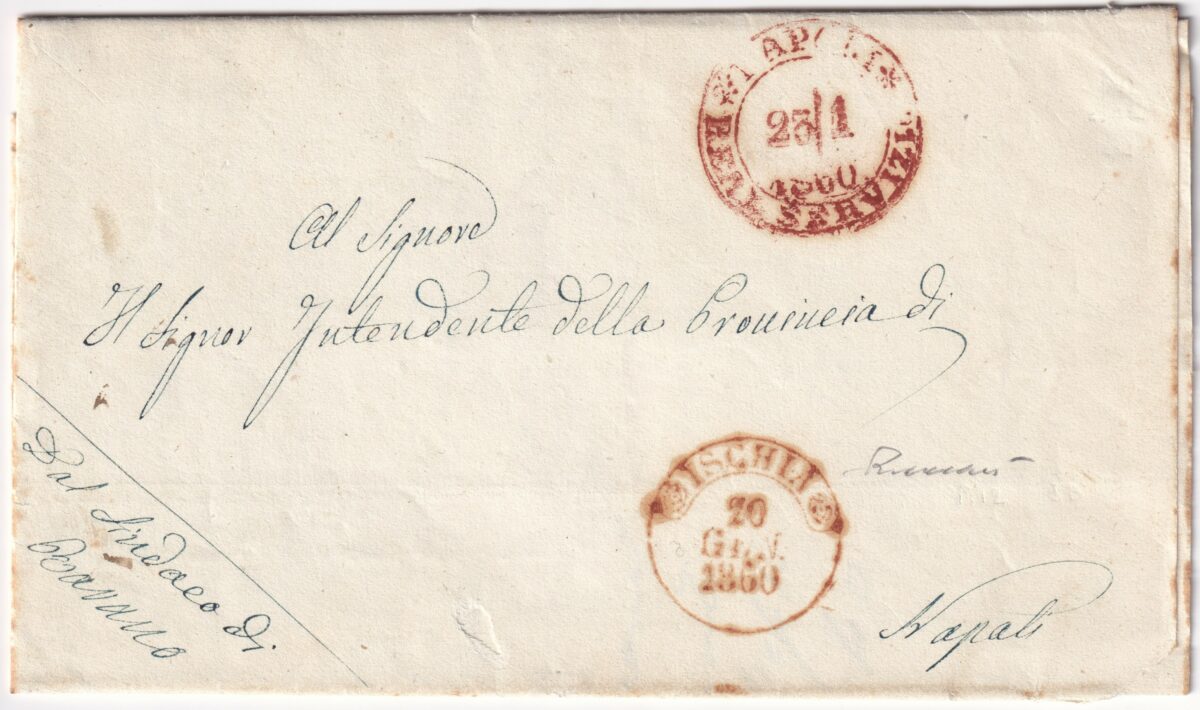 NAPOLI
25 1
1860
REAL SERVIZIO
Al Signore
Il Signor Intendente della Provincia di
ISCHIA
20
GEN.
1860
Napoli
Dal Sindaco di
Barano